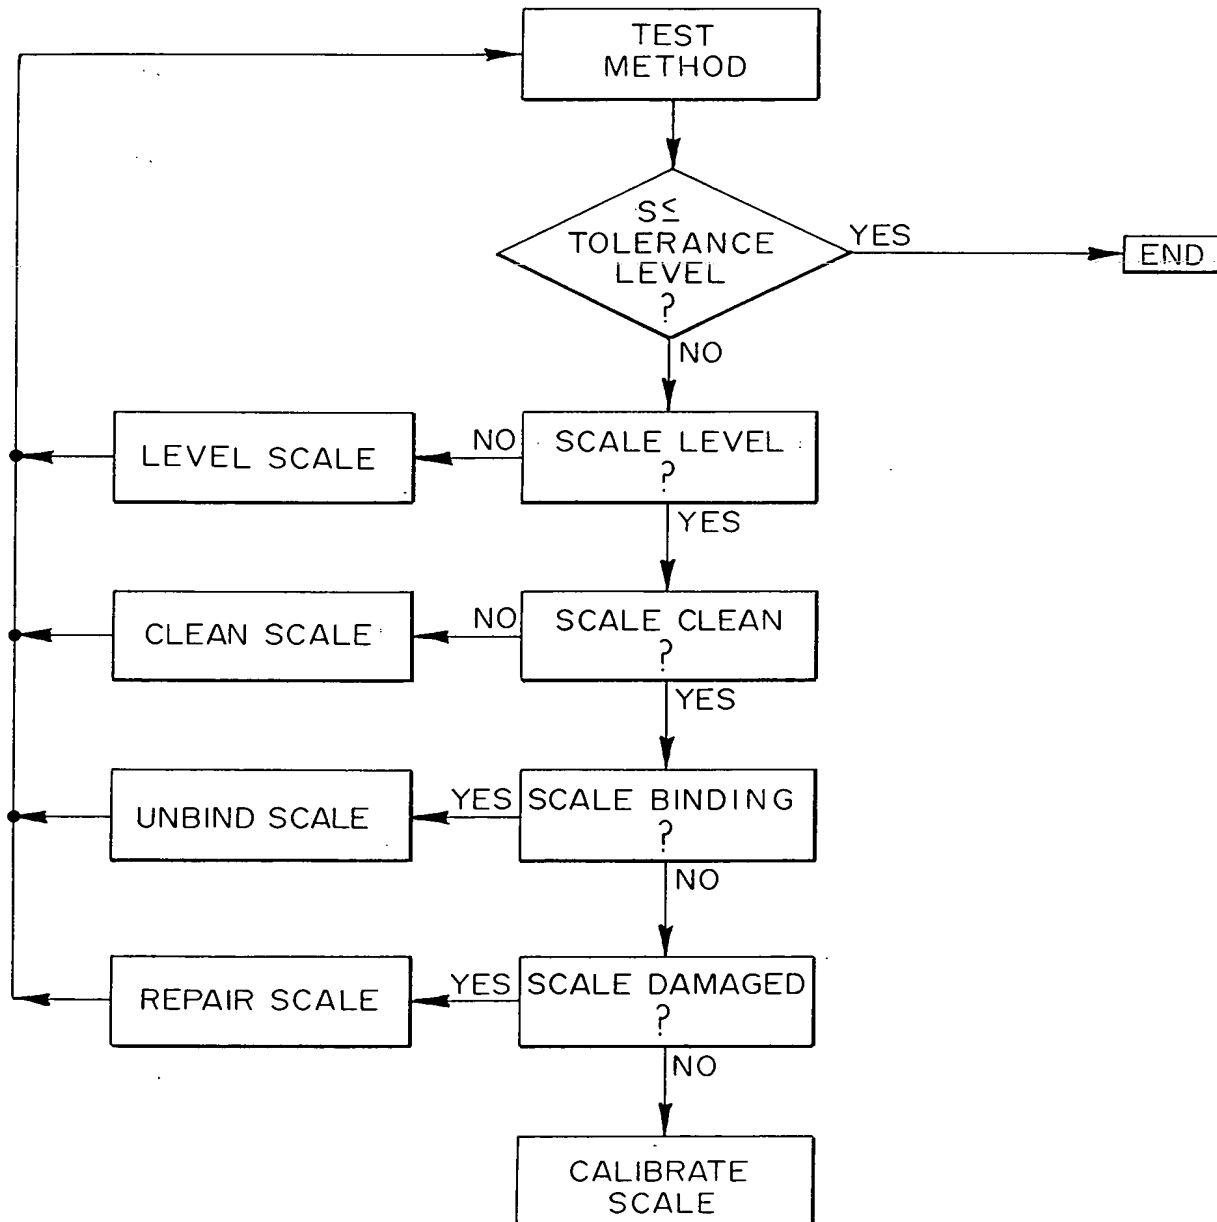 TEST
METHOD
S≤
TOLERANCE
LEVEL
?
YES
END
NO
LEVEL SCALE
NO
SCALE LEVEL
?
YES
CLEAN SCALE
NO
SCALE CLEAN
?
YES
UNBIND SCALE
YES
SCALE BINDING
?
NO
REPAIR SCALE
YES
SCALE DAMAGED
?
NO
CALIBRATE
SCALE